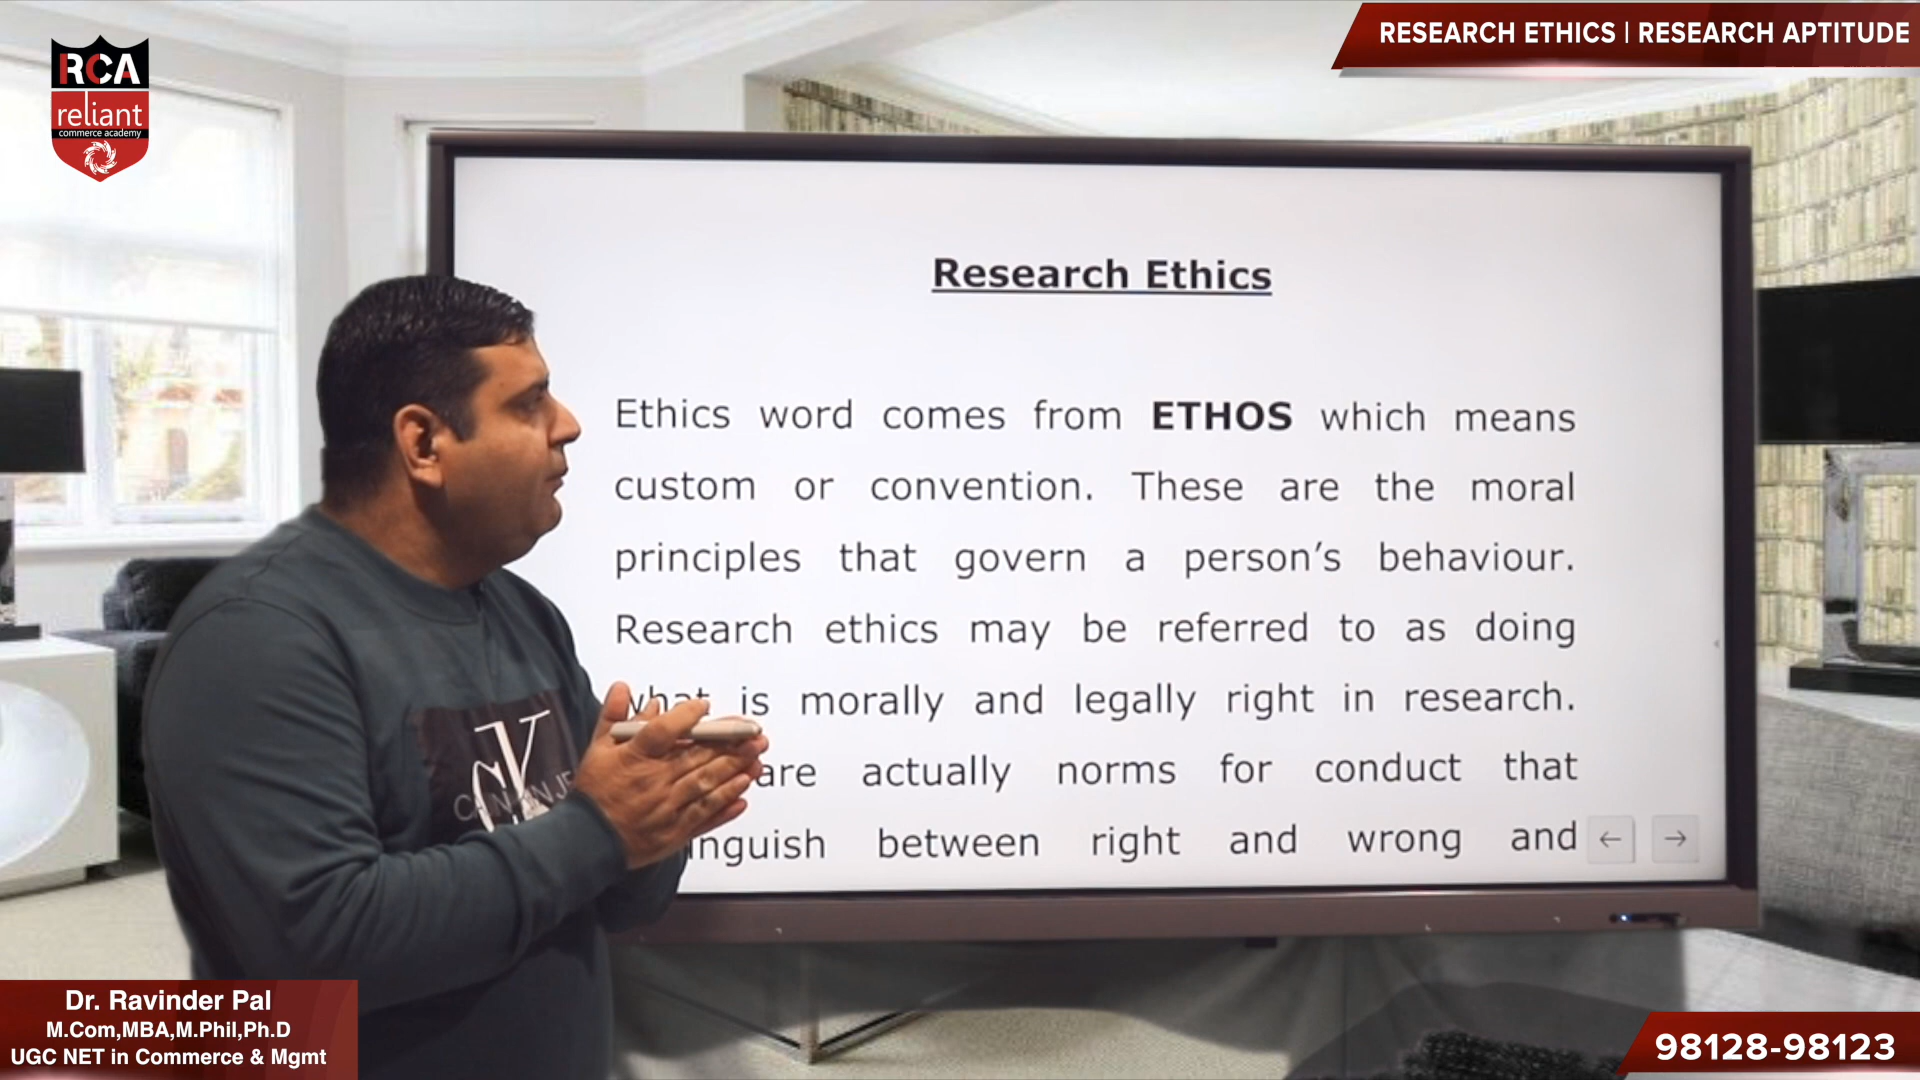 RESEARCH ETHICS | RESEARCH APTITUDE
RCA
reliant
commerce academy
Research Ethics
Ethics word comes from ETHOS which means
custom or convention. These are the moral
principles that govern a person’s behaviour.
Research ethics may be referred to as doing
what is morally and legally right in research.
are actually norms for conduct that
between right and wrong and
CK
Dr. Ravinder Pal
M.Com,MBA,M.Phil,Ph.D
UGC NET in Commerce & Mgmt
98128-98123